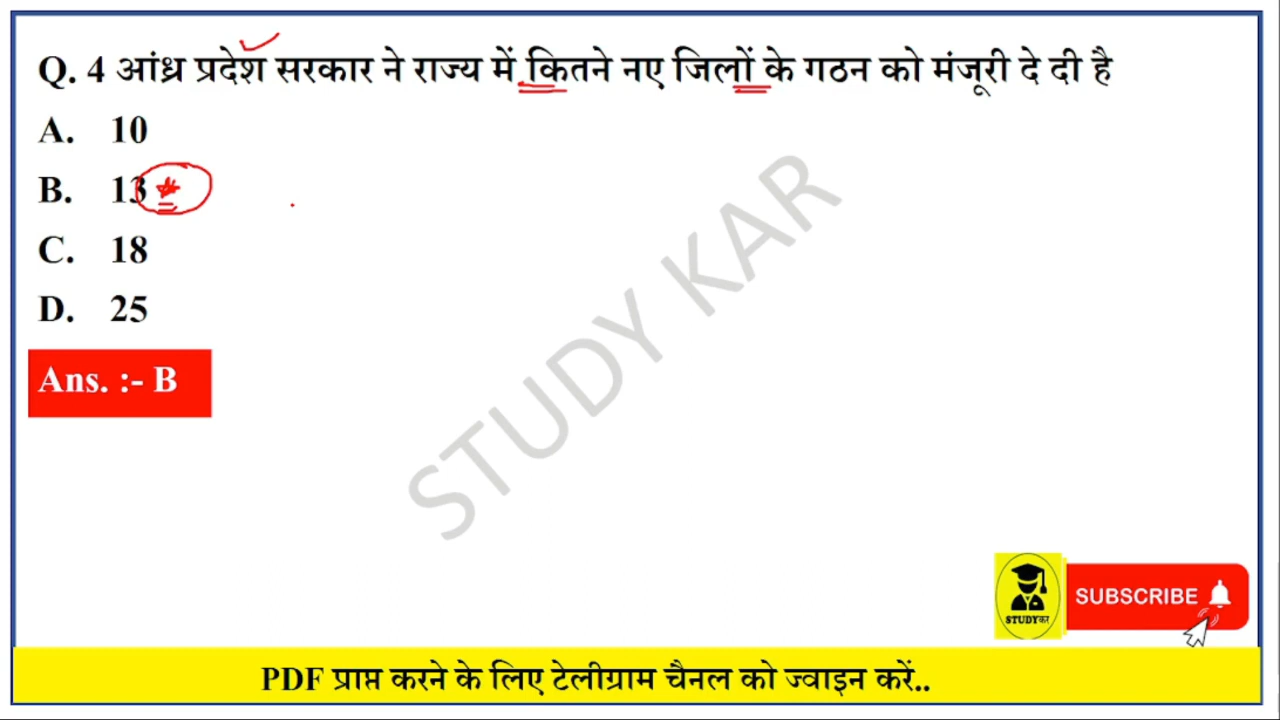 Q. 4 आंध्र प्रदेश सरकार ने राज्य में कितने नए जिलों के गठन को मंजूरी दे दी है
A. 10
B. 13
C. 18
D. 25
Ans. :- B
STUDY KAR
STUDYकर
SUBSCRIBE
PDF प्राप्त करने के लिए टेलीग्राम चैनल को ज्वाइन करें..